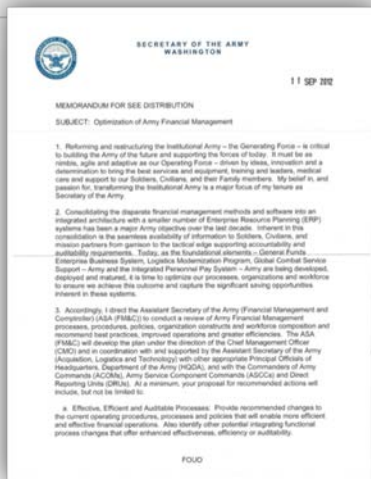 SECRETARY OF THE ARMY
WASHINGTON
11 SEP 2012
MEMORANDUM FOR SEE DISTRIBUTION
SUBJECT: Optimization of Army Financial Management
1. Reforming and restructuring the Institutional Army – the Generating Force – is critical
to building the Army of the future and supporting the forces of today. It must be as
nimble, agile and adaptive as our Operating Force – driven by ideas, innovation and a
determination to bring the best services and equipment, training and leaders, medical
care and support to our Soldiers, Civilians, and their Family members. My belief in, and
passion for, transforming the Institutional Army is a major focus of my tenure as
Secretary of the Army.
2. Consolidating the disparate financial management methods and software into an
integrated architecture with a smaller number of Enterprise Resource Planning (ERP)
systems has been a major Army objective over the last decade. Inherent in this
consolidation is the seamless availability of information to Soldiers, Civilians, and
mission partners from garrison to the tactical edge supporting accountability and
auditability requirements. Today, as the foundational elements – General Funds
Enterprise Business System, Logistics Modernization Program, Global Combat Service
Support – Army and the Integrated Personnel Pay System – Army are being developed,
deployed and matured, it is time to optimize our processes, organizations and workforce
to ensure we achieve this outcome and capture the significant saving opportunities
inherent in these systems.
3. Accordingly, I direct the Assistant Secretary of the Army (Financial Management and
Comptroller) (ASA (FM&C)) to conduct a review of Army Financial Management
processes, procedures, policies, organization constructs and workforce composition and
recommend best practices, improved operations and greater efficiencies. The ASA
(FM&C) will develop the plan under the direction of the Chief Management Officer
(CMO) and in coordination with and supported by the Assistant Secretary of the Army
(Acquisition, Logistics and Technology) with other appropriate Principal Officials of
Headquarters, Department of the Army (HQDA), and with the Commanders of Army
Commands (ACOMs), Army Service Component Commands (ASCCs) and Direct
Reporting Units (DRUs). At a minimum, your proposal for recommended actions will
include, but not be limited to:
a. Effective, Efficient and Auditable Processes: Provide recommended changes to
the current operating procedures, processes and policies that will enable more efficient
and effective financial operations. Also identify other potential integrating functional
process changes that offer enhanced effectiveness, efficiency or auditability.
FOUO